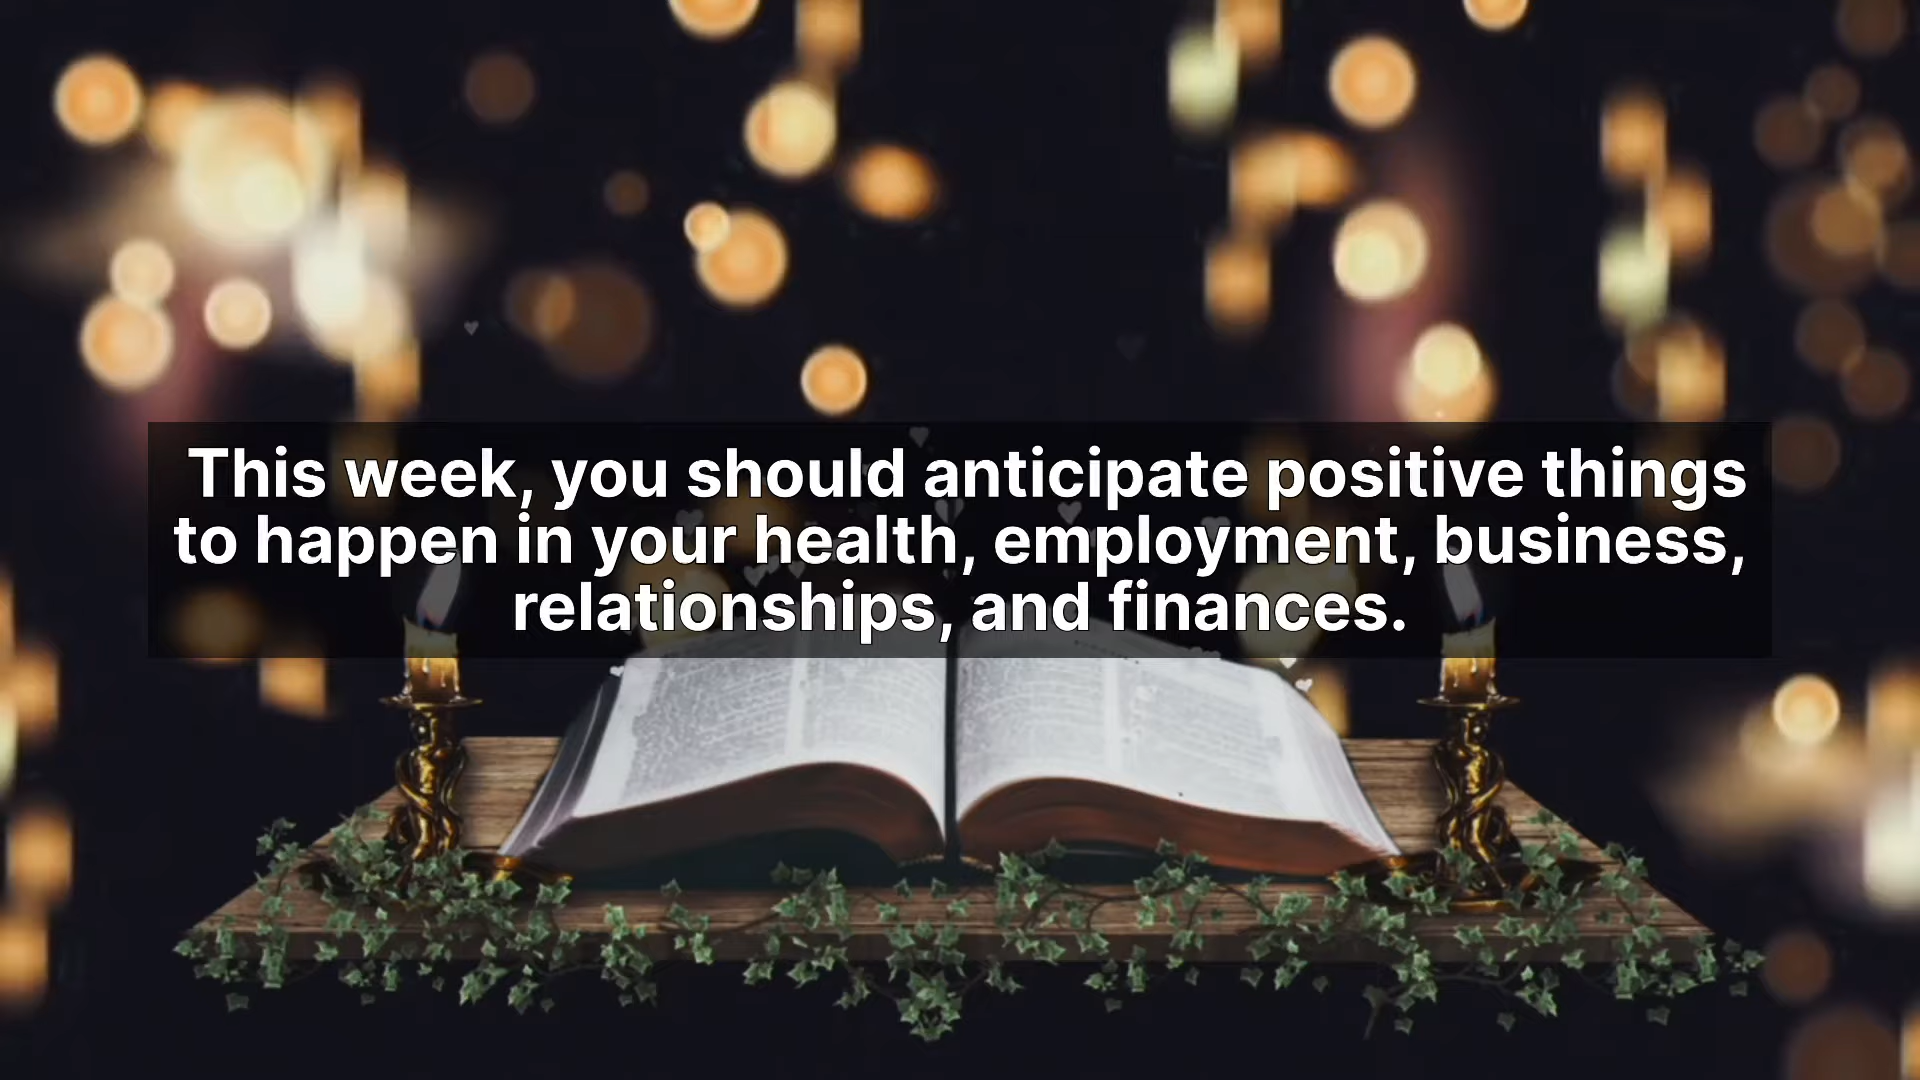 This week, you should anticipate positive things
to happen in your health, employment, business,
relationships, and finances.